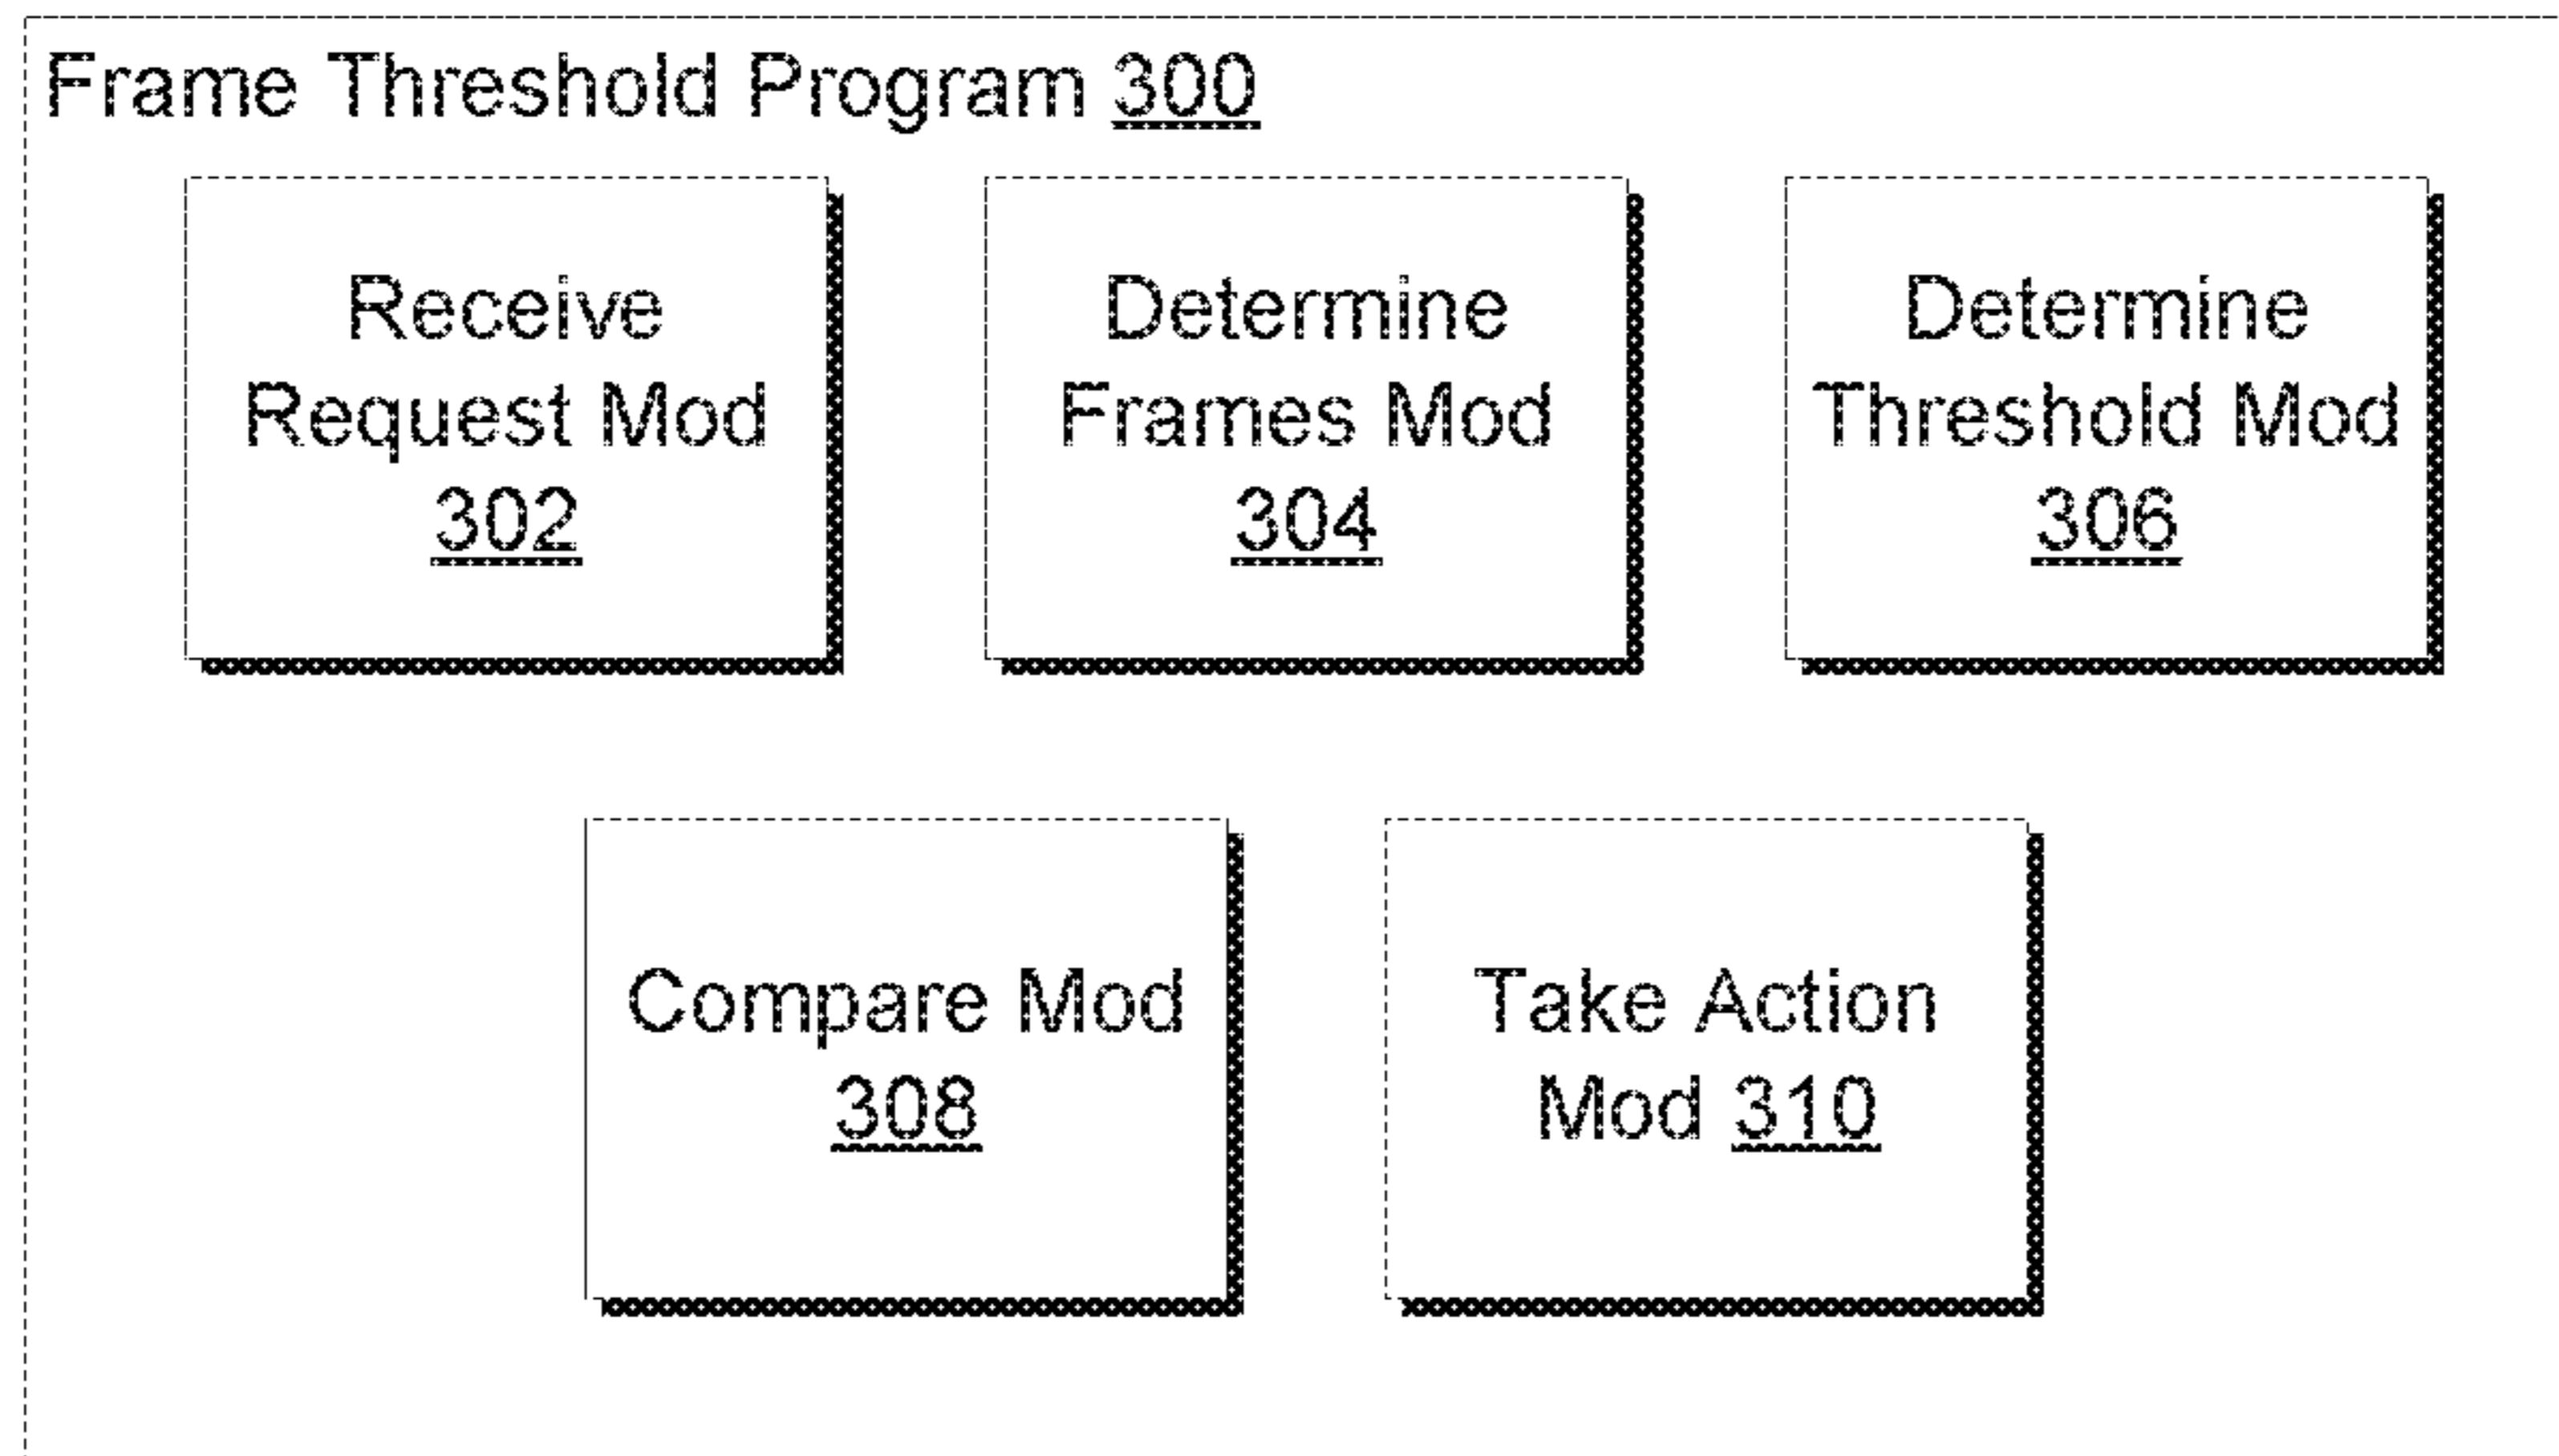 Frame Threshold Program 300
Receive
Request Mod
302
Determine
Frames Mod
304
Determine
Threshold Mod
306
Compare Mod
308
Take Action
Mod 310